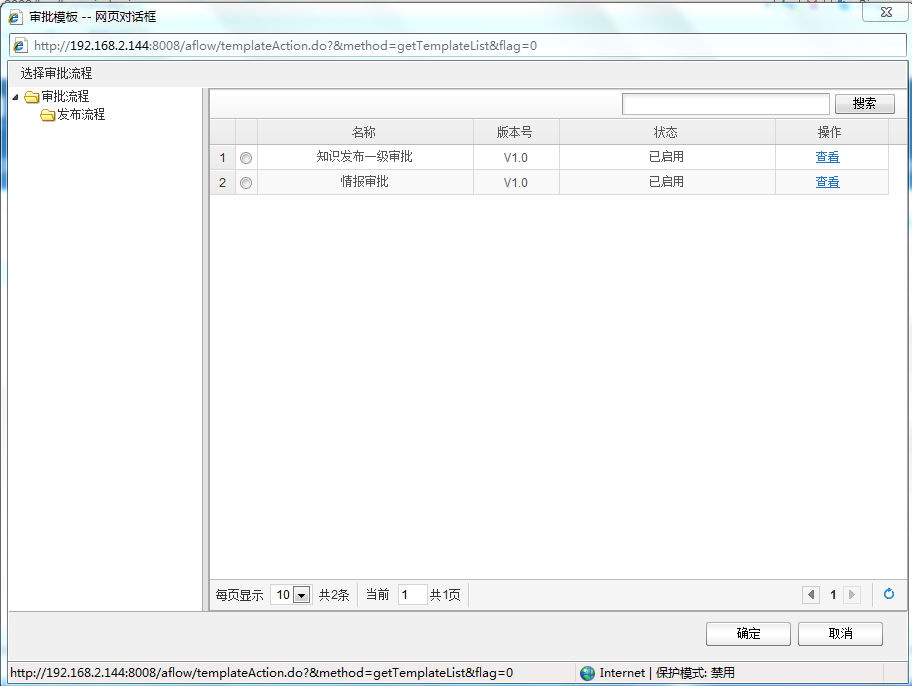 审批模板 -- 网页对话框
http://192.168.2.144:8008/aflow/templateAction.do?&method=getTemplateList&flag=0
选择审批流程
审批流程
发布流程
搜索
名称 版本号 状态 操作
1 知识发布一级审批 V1.0 已启用 查看
2 情报审批 V1.0 已启用 查看
每页显示 10 共2条 当前 1 共1页 1
确定 取消
http://192.168.2.144:8008/aflow/templateAction.do?&method=getTemplateList&flag=0 Internet | 保护模式: 禁用